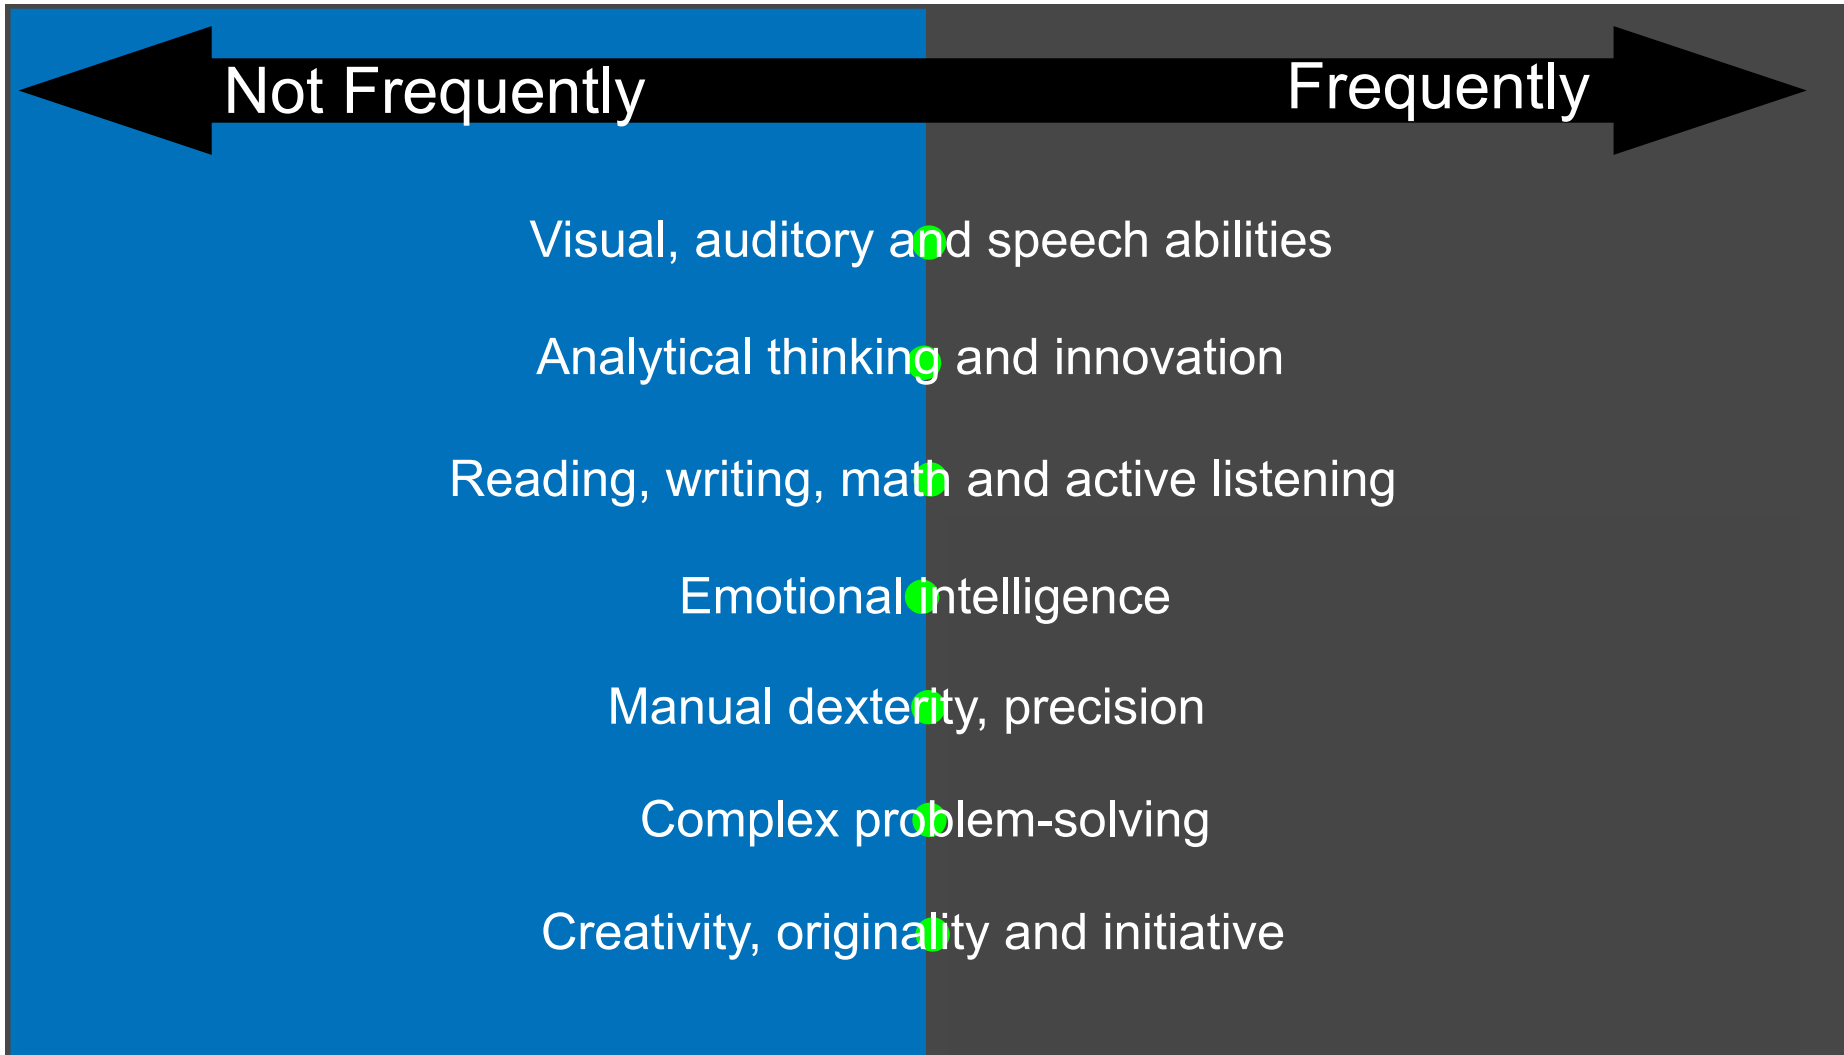 Not Frequently Frequently
Visual, auditory and speech abilities
Analytical thinking and innovation
Reading, writing, math and active listening
Emotional intelligence
Manual dexterity, precision
Complex problem-solving
Creativity, originality and initiative